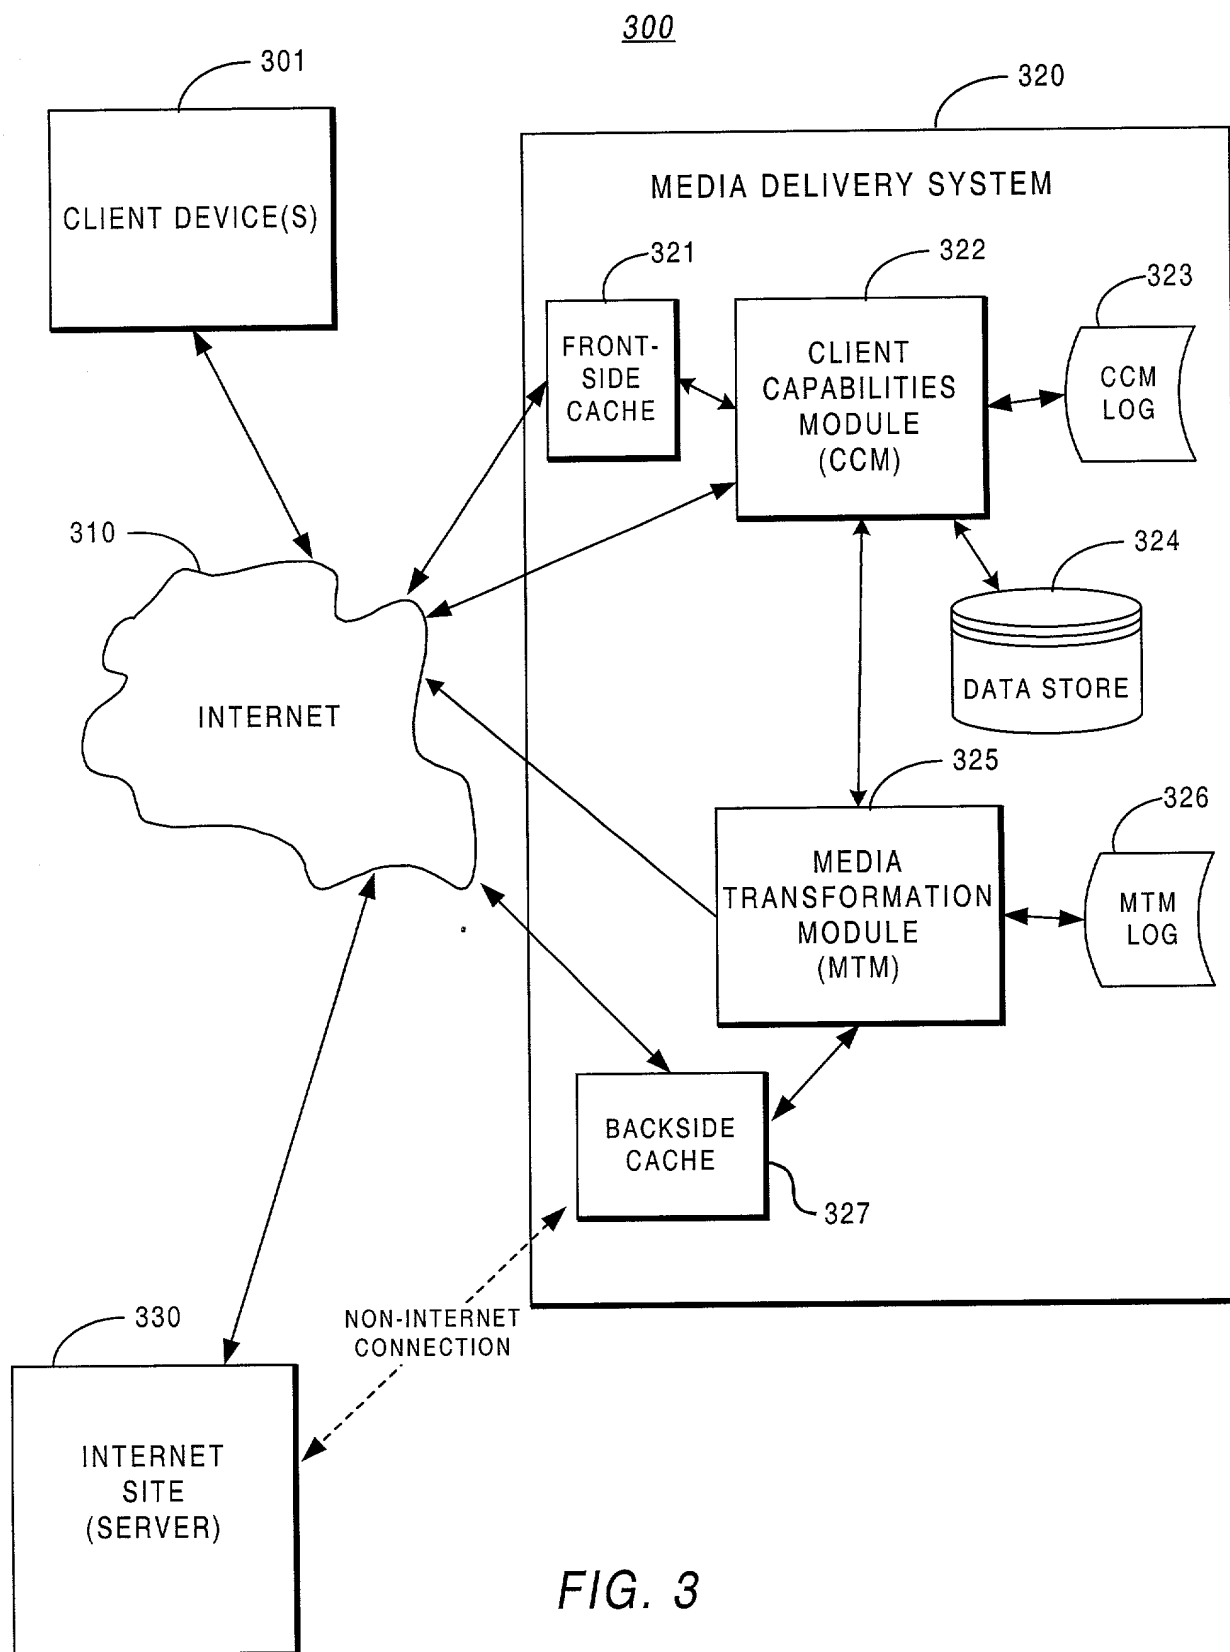 300
301
320
CLIENT DEVICE(S)
MEDIA DELIVERY SYSTEM
321
322
323
FRONT-
SIDE
CACHE
CLIENT
CAPABILITIES
MODULE
(CCM)
CCM
LOG
310
324
INTERNET
DATA STORE
325
326
MEDIA
TRANSFORMATION
MODULE
(MTM)
MTM
LOG
BACKSIDE
CACHE
327
330
NON-INTERNET
CONNECTION
INTERNET
SITE
(SERVER)
FIG. 3